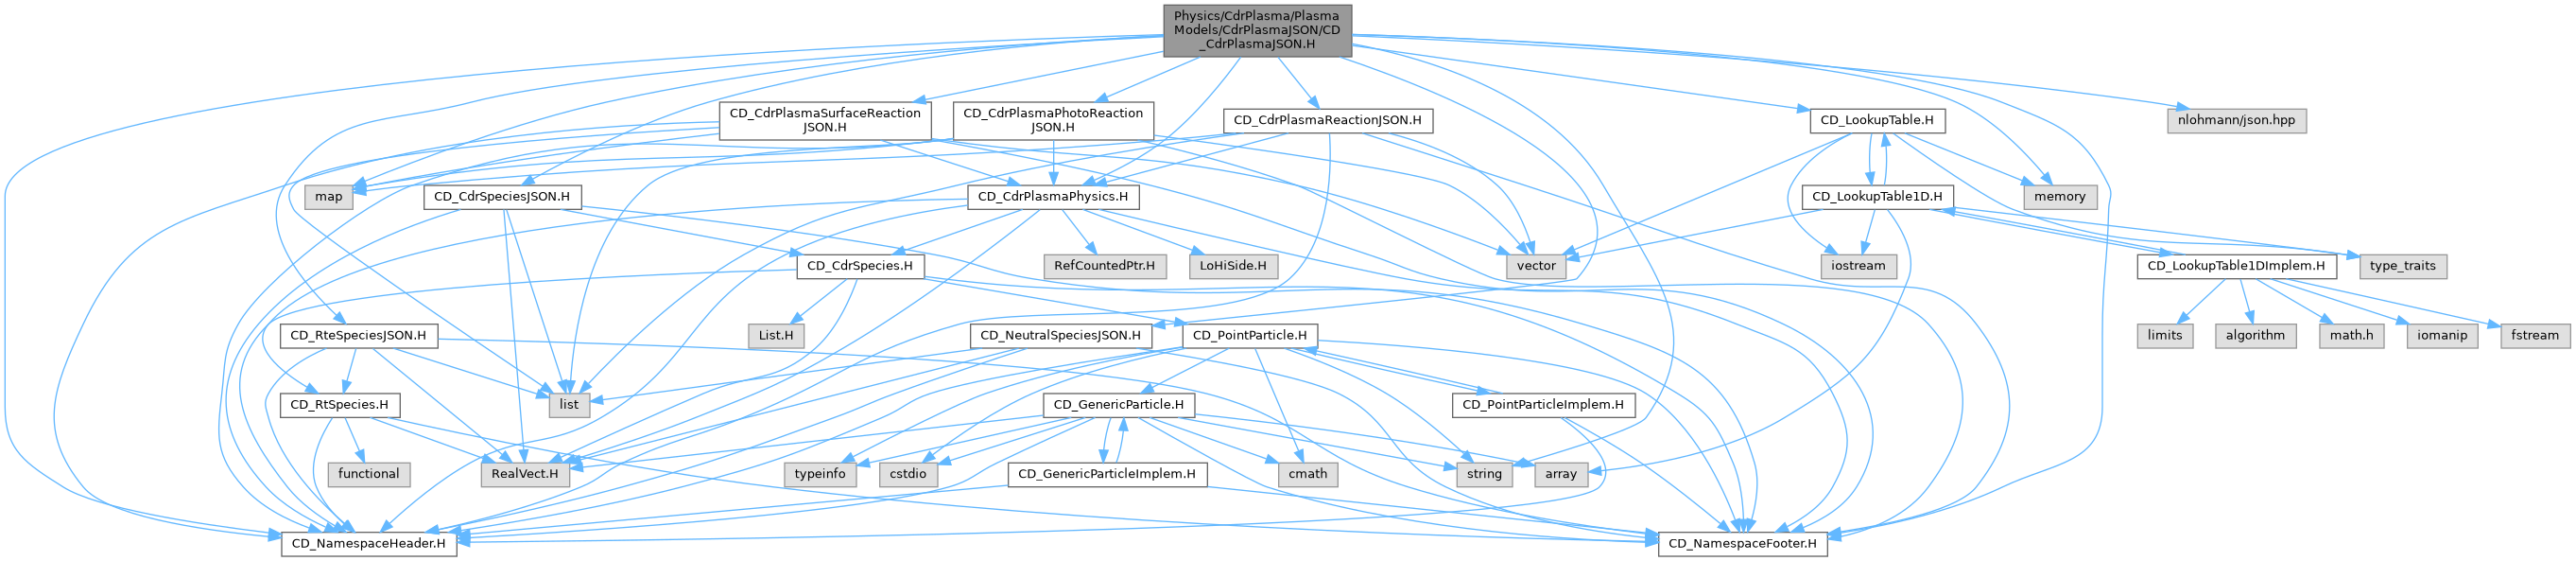 Physics/CdrPlasma/Plasma
Models/CdrPlasmaJSON/CD
_CdrPlasmaJSON.H
CD_CdrPlasmaSurfaceReaction
JSON.H
CD_CdrPlasmaPhotoReaction
JSON.H
CD_CdrPlasmaReactionJSON.H
CD_LookupTable.H
nlohmann/json.hpp
map
CD_CdrSpeciesJSON.H
CD_CdrPlasmaPhysics.H
CD_LookupTable1D.H
memory
CD_CdrSpecies.H
RefCountedPtr.H
LoHiSide.H
vector
iostream
CD_LookupTable1DImplem.H
type_traits
CD_RteSpeciesJSON.H
List.H
CD_NeutralSpeciesJSON.H
CD_PointParticle.H
limits
algorithm
math.h
iomanip
fstream
CD_RtSpecies.H
list
CD_GenericParticle.H
CD_PointParticleImplem.H
functional
RealVect.H
typeinfo
cstdio
CD_GenericParticleImplem.H
cmath
string
array
CD_NamespaceHeader.H
CD_NamespaceFooter.H